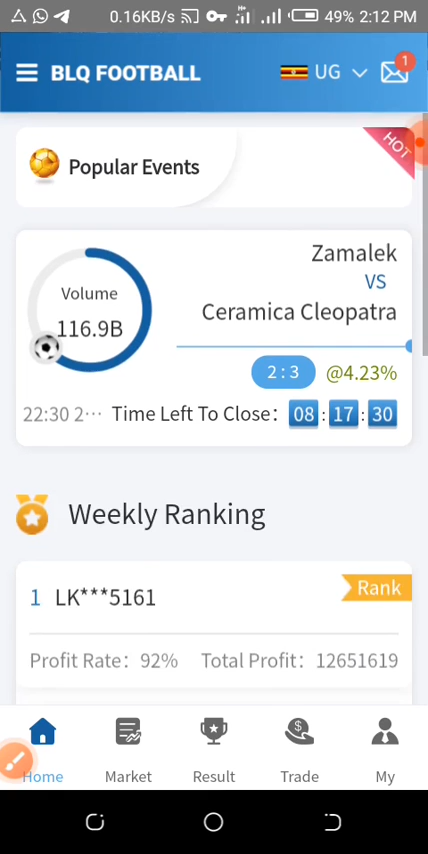 0.16KB/s 49% 2:12 PM
BLQ FOOTBALL UG 1
Popular Events HOT
Volume
116.9B
Zamalek
VS
Ceramica Cleopatra
2 : 3 @4.23%
22:30 2··· Time Left To Close: 08 : 17 : 30
Weekly Ranking
1 LK***5161 Rank
Profit Rate: 92% Total Profit: 12651619
Home Market Result Trade My